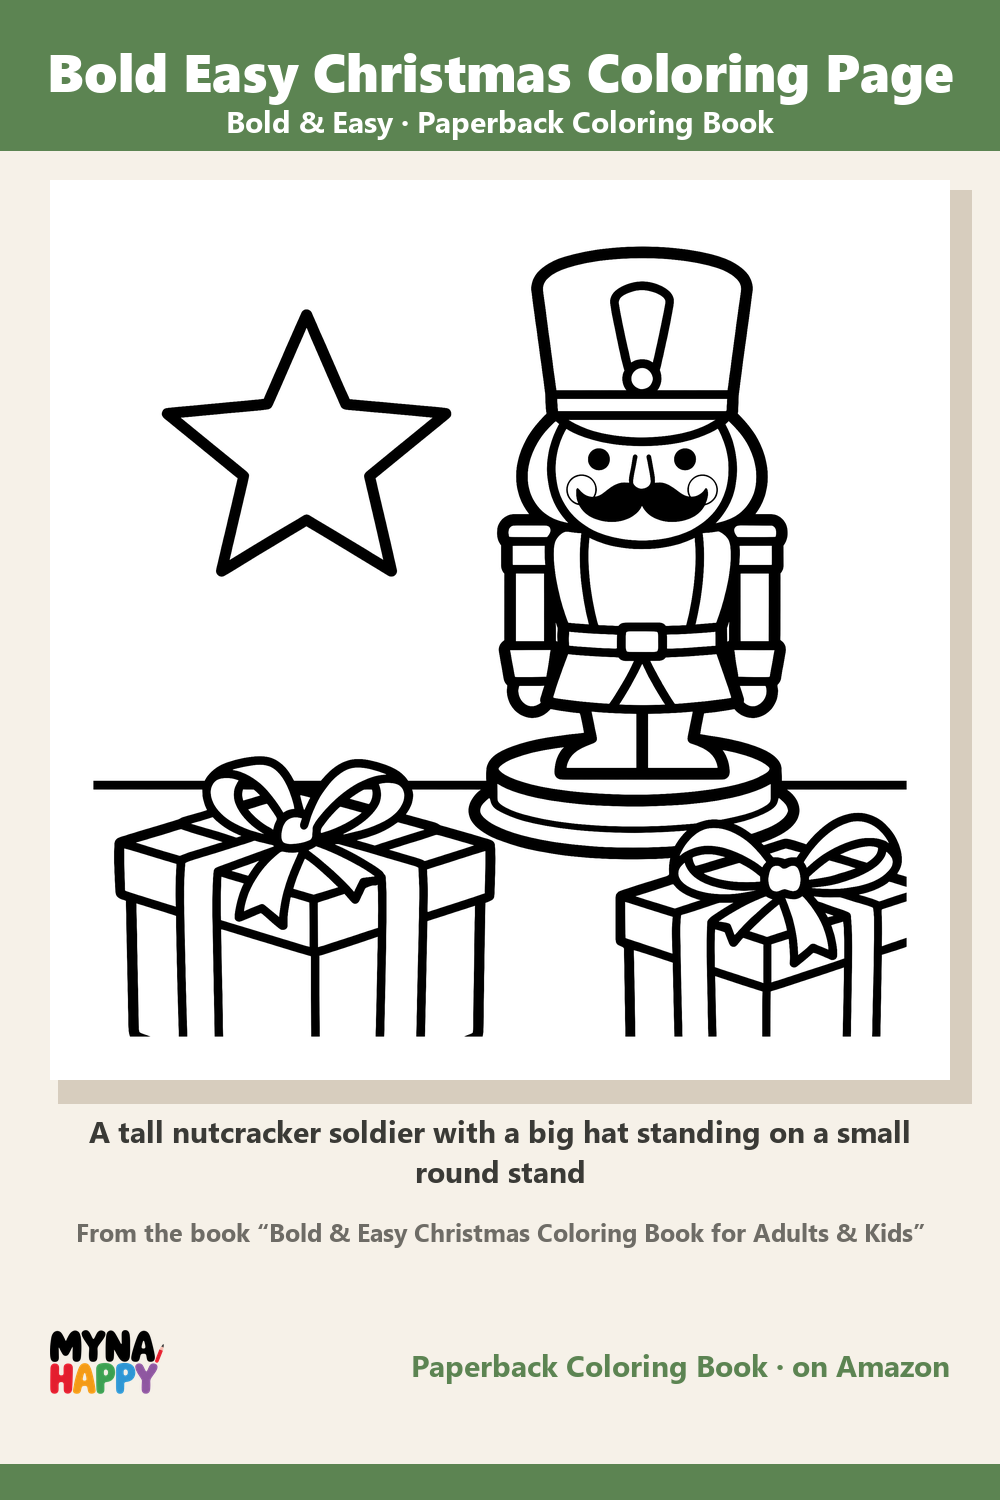 Bold Easy Christmas Coloring Page
Bold & Easy · Paperback Coloring Book
A tall nutcracker soldier with a big hat standing on a small
round stand
From the book “Bold & Easy Christmas Coloring Book for Adults & Kids”
MYNA
HAPPY
Paperback Coloring Book · on Amazon